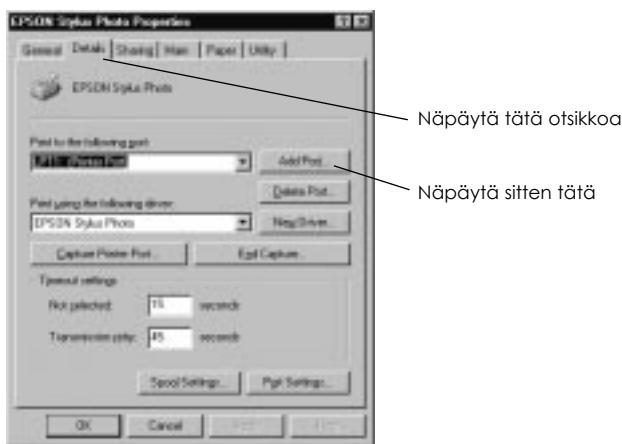 EPSON Stylus Photo Properties
General Details Sharing Main Paper Utility
EPSON Stylus Photo
Näpäytä tätä otsikkoa
Print to the following port:
LPT1: (Printer Port)
Add Port...
Näpäytä sitten tätä
Delete Port...
Print using the following driver:
EPSON Stylus Photo
New Driver...
Capture Printer Port...
End Capture...
Timeout settings
Not selected: 15 seconds
Transmission retry: 45 seconds
Spool Settings...
Port Settings...
OK
Cancel